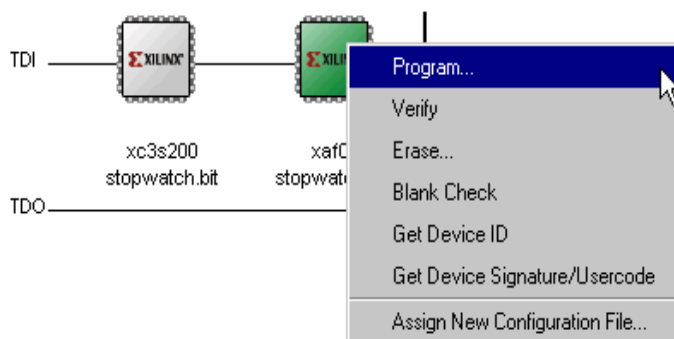 TDI
XILINX
xc3s200
stopwatch.bit
TDO
Program...
Verify
Erase...
Blank Check
Get Device ID
Get Device Signature/Usercode
Assign New Configuration File...